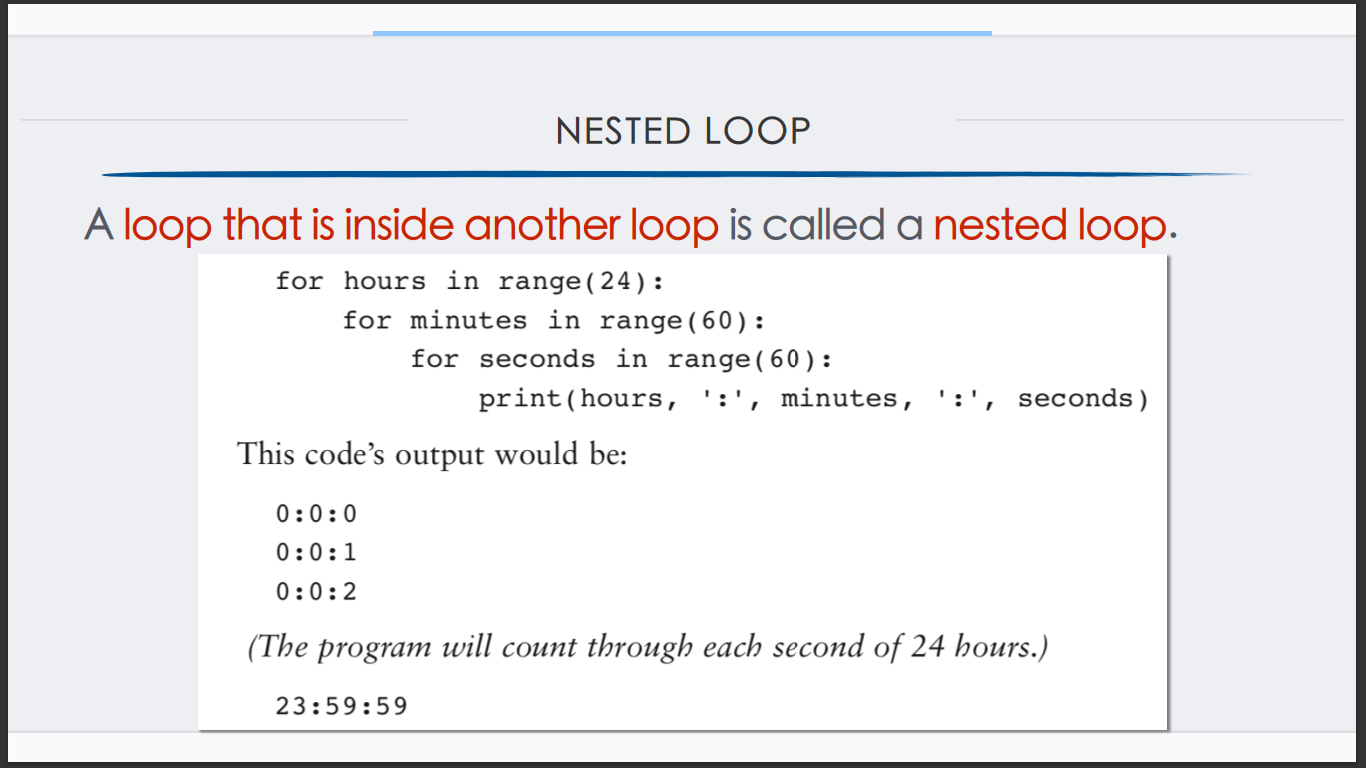 NESTED LOOP
A loop that is inside another loop is called a nested loop.
for hours in range(24):
    for minutes in range(60):
        for seconds in range(60):
            print(hours, ':', minutes, ':', seconds)
This code’s output would be:
0:0:0
0:0:1
0:0:2
(The program will count through each second of 24 hours.)
23:59:59